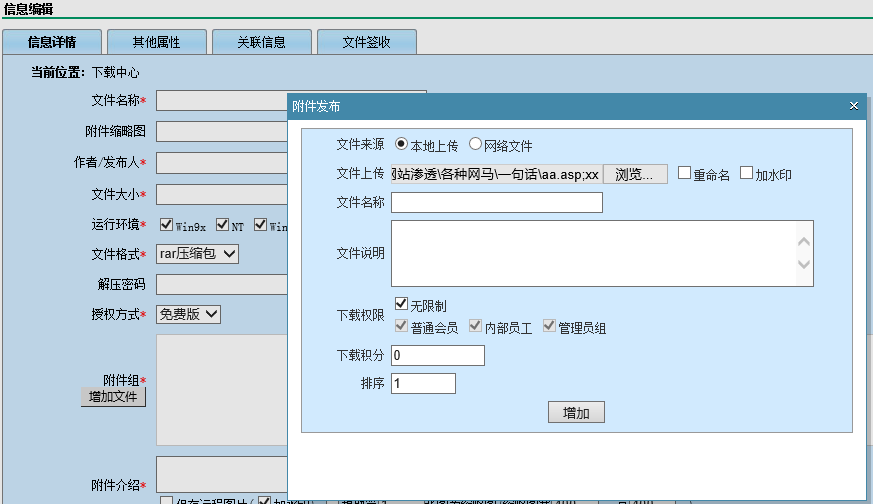 信息编辑
信息详情 其他属性 关联信息 文件签收
当前位置: 下载中心
文件名称*
附件缩略图
作者/发布人*
文件大小*
运行环境* Win9x NT Win
文件格式* rar压缩包
解压密码
授权方式* 免费版
附件组*
增加文件
附件介绍*
附件发布 ×
文件来源 本地上传 网络文件
文件上传 站渗透\各种网马\一句话\aa.asp;xx 浏览... 重命名 加水印
文件名称
文件说明
下载权限 无限制
普通会员 内部员工 管理员组
下载积分 0
排序 1
增加